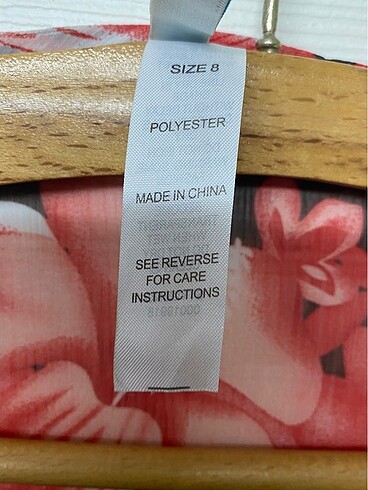 SIZE 8
POLYESTER
MADE IN CHINA
SEE REVERSE
FOR CARE
INSTRUCTIONS